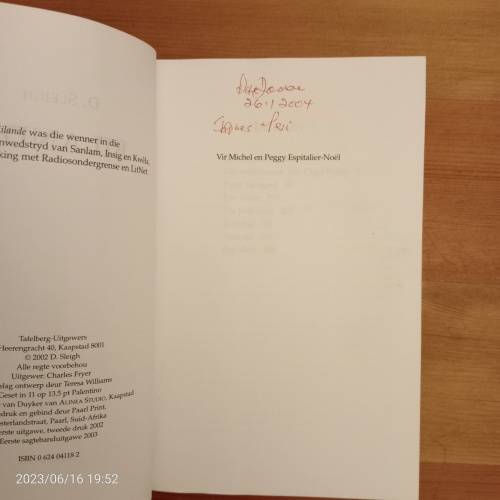 D. SLEIGH
Eilande was die wenner in die
van Sanlam, Insig en Kwêla,
met Radiosondergrense en LitNet
Tafelberg-Uitgewers
Heerengracht 40, Kaapstad 8001
© 2002 D. Sleigh
Alle regte voorbehou
Uitgewer: Charles Fryer
ontwerp deur Teresa Williams
Geset in 11 op 13.5 pt Palatino
van Duyker van ALINEA STUDIO, Kaapstad
druk en gebind deur Paarl Print,
Oosterlandstraat, Paarl, Suid-Afrika
Eerste uitgawe, tweede druk 2002
Eerste sagtebanduitgawe 2003
ISBN 0 624 04118 2
26·1·2004
Vir Michel en Peggy Espitalier-Noël
2023/06/16 19:52